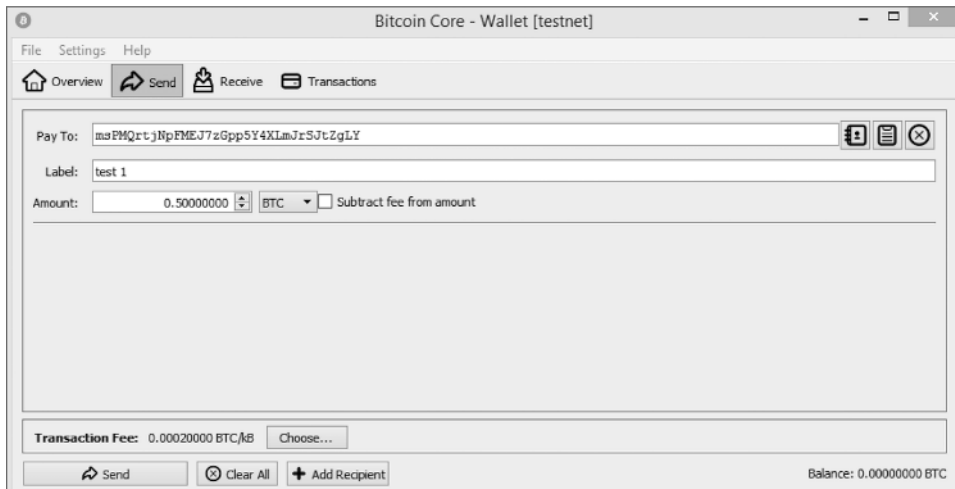 Bitcoin Core - Wallet [testnet]
File Settings Help
Overview Send Receive Transactions
Pay To: msPMQrtjNpFMEJ7zGpp5Y4XLmJrSJtZgLY
Label: test 1
Amount: 0.50000000 BTC Subtract fee from amount
Transaction Fee: 0.00020000 BTC/kB Choose...
Send Clear All Add Recipient Balance: 0.00000000 BTC